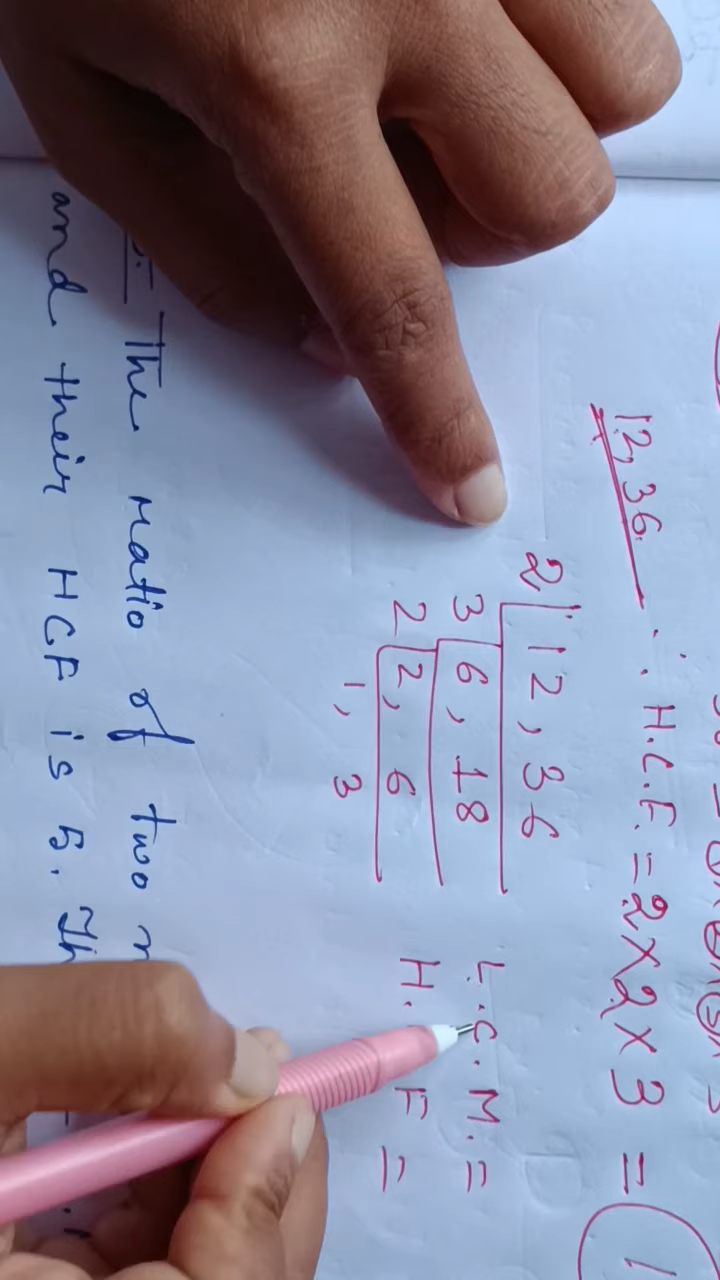 12,36 ∴ H.C.F. = 2×2×3 =
2 | 12, 36
3 | 6, 18
2 | 2, 6
1, 3
L.C.M. =
H. F =
The ratio of two
and their HCF is 5.